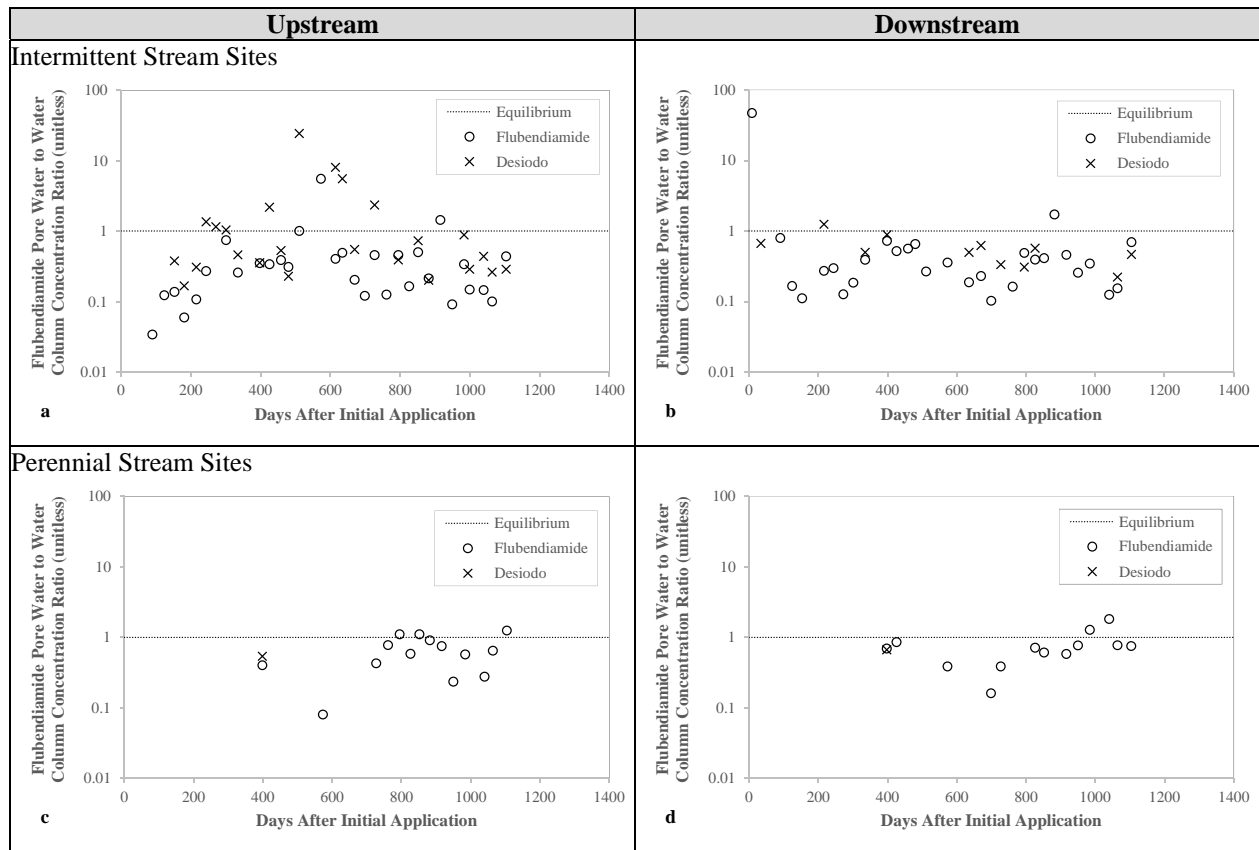 Upstream
Downstream
Intermittent Stream Sites
Flubendiamide Pore Water to Water
Column Concentration Ratio (unitless)
100
10
1
0.1
0.01
0 200 400 600 800 1000 1200 1400
Equilibrium
Flubendiamide
Desiodo
a
Days After Initial Application
Flubendiamide Pore Water to Water
Column Concentration Ratio (unitless)
100
10
1
0.1
0.01
0 200 400 600 800 1000 1200 1400
Equilibrium
Flubendiamide
Desiodo
b
Days After Initial Application
Perennial Stream Sites
Flubendiamide Pore Water to Water
Column Concentration Ratio (unitless)
100
10
1
0.1
0.01
0 200 400 600 800 1000 1200 1400
Equilibrium
Flubendiamide
Desiodo
c
Days After Initial Application
Flubendiamide Pore Water to Water
Column Concentration Ratio (unitless)
100
10
1
0.1
0.01
0 200 400 600 800 1000 1200 1400
Equilibrium
Flubendiamide
Desiodo
d
Days After Initial Application